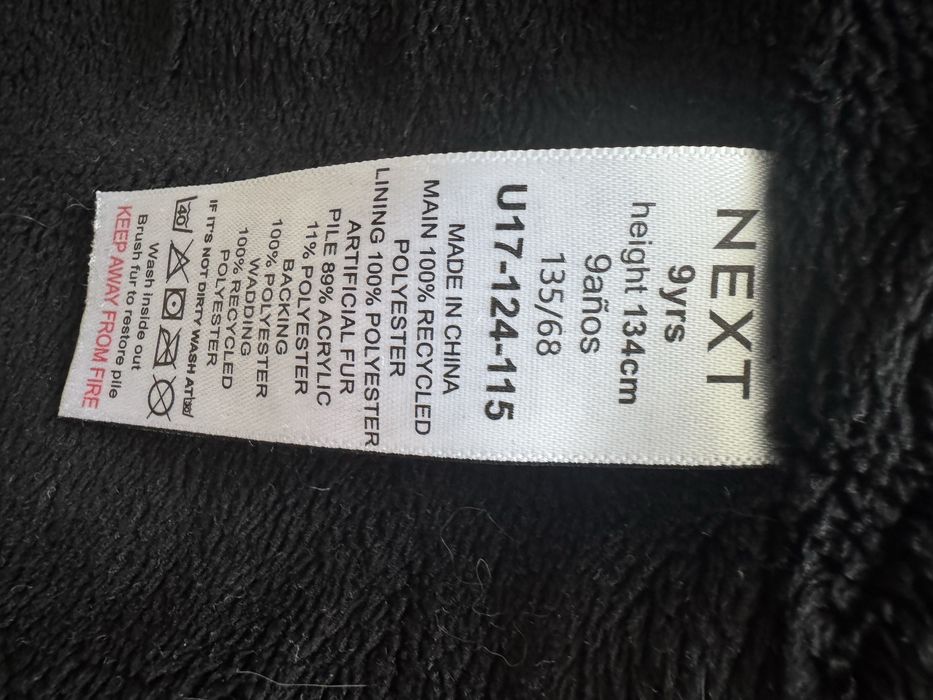 NEXT
9yrs
height 134cm
9años
135/68
U17-124-115
MADE IN CHINA
MAIN 100% RECYCLED
POLYESTER
LINING 100% POLYESTER
ARTIFICIAL FUR
PILE 89% ACRYLIC
11% POLYESTER
BACKING
100% POLYESTER
WADDING
100% RECYCLED
POLYESTER
IF IT'S NOT DIRTY WASH AT 30
40
Wash inside out
Brush fur to restore pile
KEEP AWAY FROM FIRE